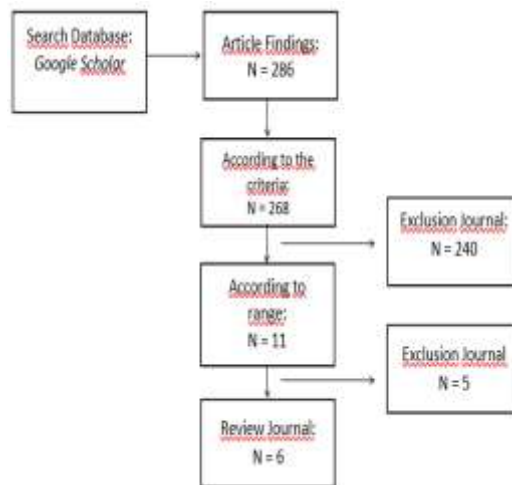 Search Database:
Google Scholar
Article Findings:
N = 286
According to the
criteria:
N = 268
Exclusion Journal:
N = 240
According to
range:
N = 11
Exclusion Journal
N = 5
Review Journal:
N = 6